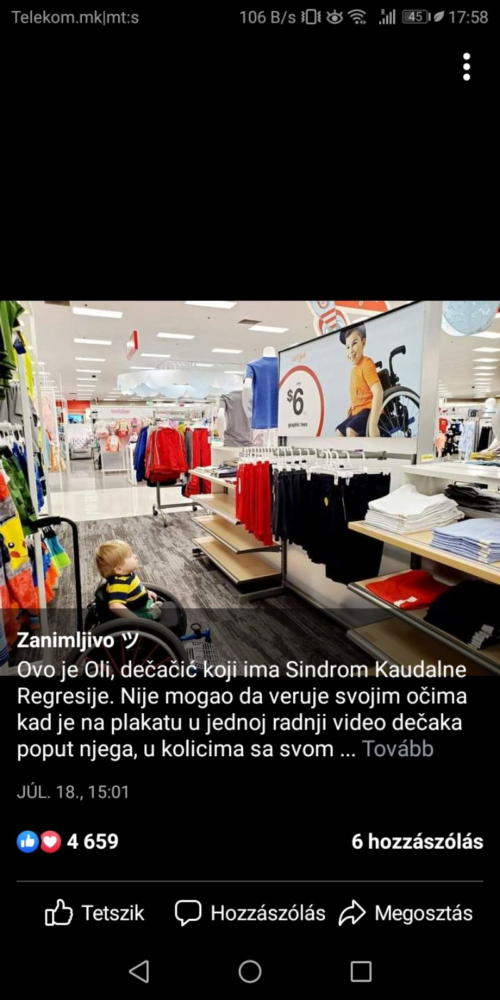 Telekom.mk|mt:s 106 B/s 45 17:58
$6
graphic tees
toddler
Zanimljivo ツ
Ovo je Oli, dečačić koji ima Sindrom Kaudalne
Regresije. Nije mogao da veruje svojim očima
kad je na plakatu u jednoj radnji video dečaka
poput njega, u kolicima sa svom ... Tovább
JÚL. 18., 15:01
4 659 6 hozzászólás
Tetszik Hozzászólás Megosztás